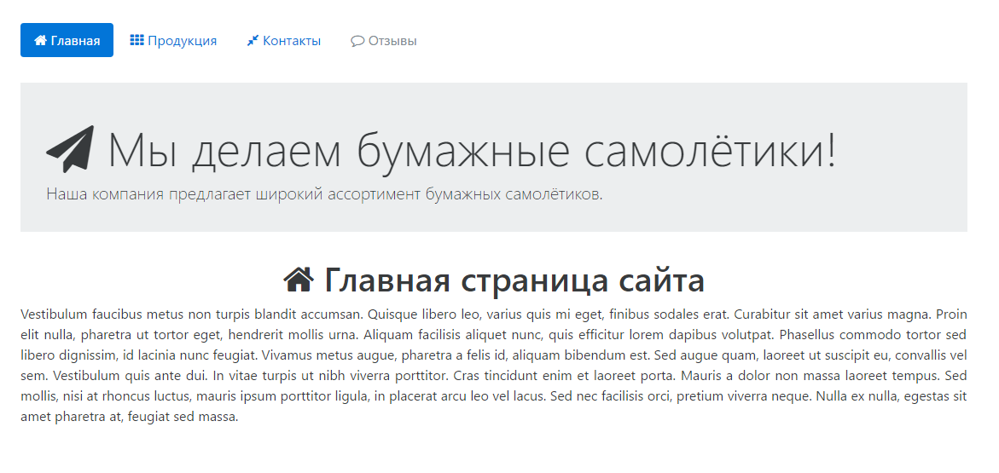 Главная Продукция Контакты Отзывы
Мы делаем бумажные самолётики!
Наша компания предлагает широкий ассортимент бумажных самолётиков.
Главная страница сайта
Vestibulum faucibus metus non turpis blandit accumsan. Quisque libero leo, varius quis mi eget, finibus sodales erat. Curabitur sit amet varius magna. Proin
elit nulla, pharetra ut tortor eget, hendrerit mollis urna. Aliquam facilisis aliquet nunc, quis efficitur lorem dapibus volutpat. Phasellus commodo tortor sed
libero dignissim, id lacinia nunc feugiat. Vivamus metus augue, pharetra a felis id, aliquam bibendum est. Sed augue quam, laoreet ut suscipit eu, convallis vel
sem. Vestibulum quis ante dui. In vitae turpis ut nibh viverra porttitor. Cras tincidunt enim et laoreet porta. Mauris a dolor non massa laoreet tempus. Sed
mollis, nisi at rhoncus luctus, mauris ipsum porttitor ligula, in placerat arcu leo vel lacus. Sed nec facilisis orci, pretium viverra neque. Nulla ex nulla, egestas sit
amet pharetra at, feugiat sed massa.